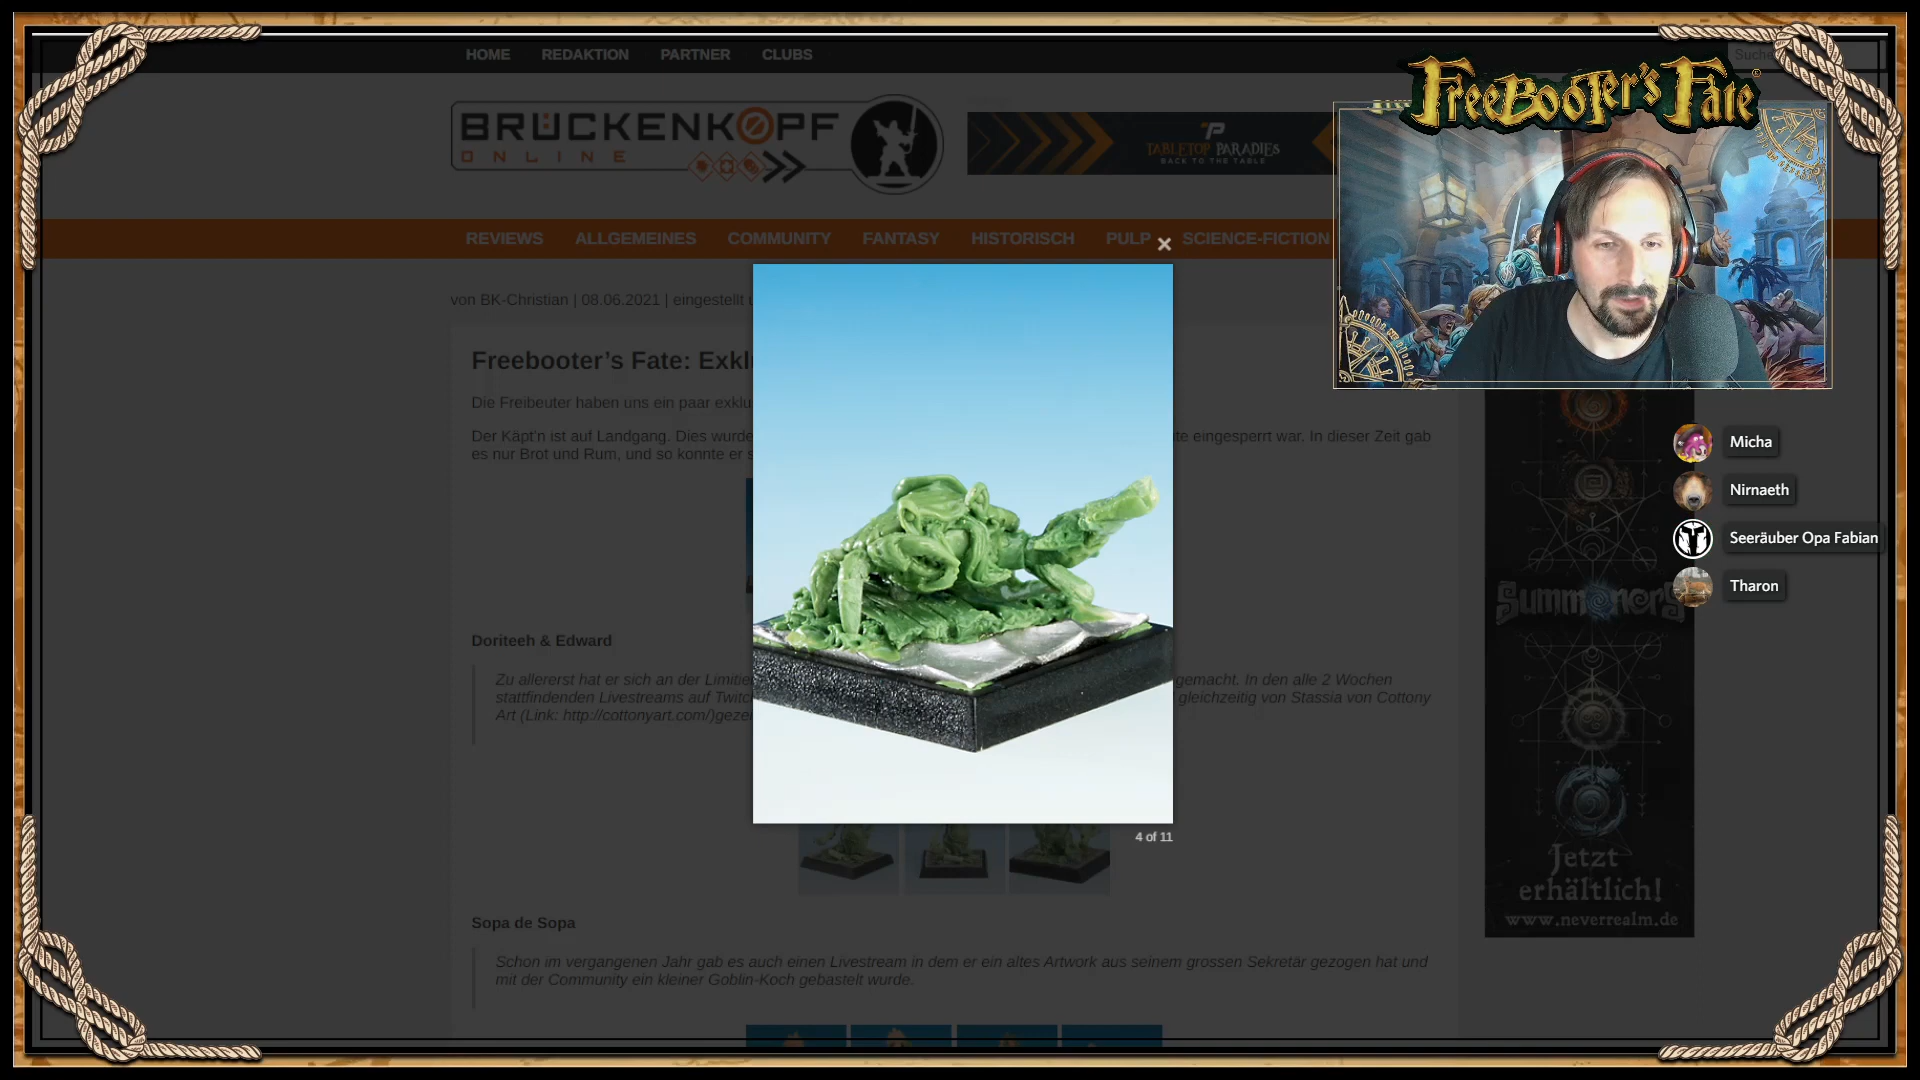 HOME REDAKTION PARTNER CLUBS
Suche
FREEBOOTER'S FATE
BRÜCKENKOPF
ONLINE
TP
TABLETOP PARADIES
BACK TO THE TABLE
REVIEWS ALLGEMEINES COMMUNITY FANTASY HISTORISCH PULP × SCIENCE-FICTION
von BK-Christian | 08.06.2021 | eingestellt
Freebooter's Fate:
Die Freibeuter haben uns ein paar
Der Käpt'n ist auf Landgang. Dies wurde
eingesperrt war. In dieser Zeit gab
es nur Brot und Rum, und so konnte er
Micha
Nirnaeth
Seeräuber Opa Fabian
Tharon
Summoners
Doriteeh & Edward
Zu allererst hat er sich an der
gemacht. In den alle 2 Wochen
stattfindenden Livestreams auf
gleichzeitig von Stassia von Cottony
Art (Link: http://cottonyart.com/)
4 of 11
Jetzt
erhältlich!
www.neverrealm.de
Sopa de Sopa
Schon im vergangenen Jahr gab es auch einen Livestream in dem er ein altes Artwork aus seinem grossen Sekretär gezogen hat und
mit der Community ein kleiner Goblin-Koch gebastelt wurde.